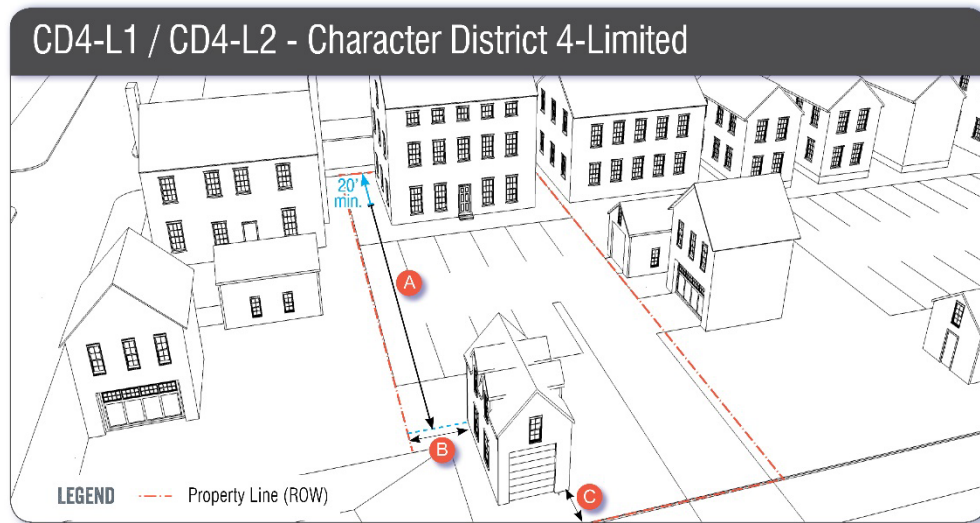 CD4-L1 / CD4-L2 - Character District 4-Limited
20'
min.
A
B
C
LEGEND Property Line (ROW)